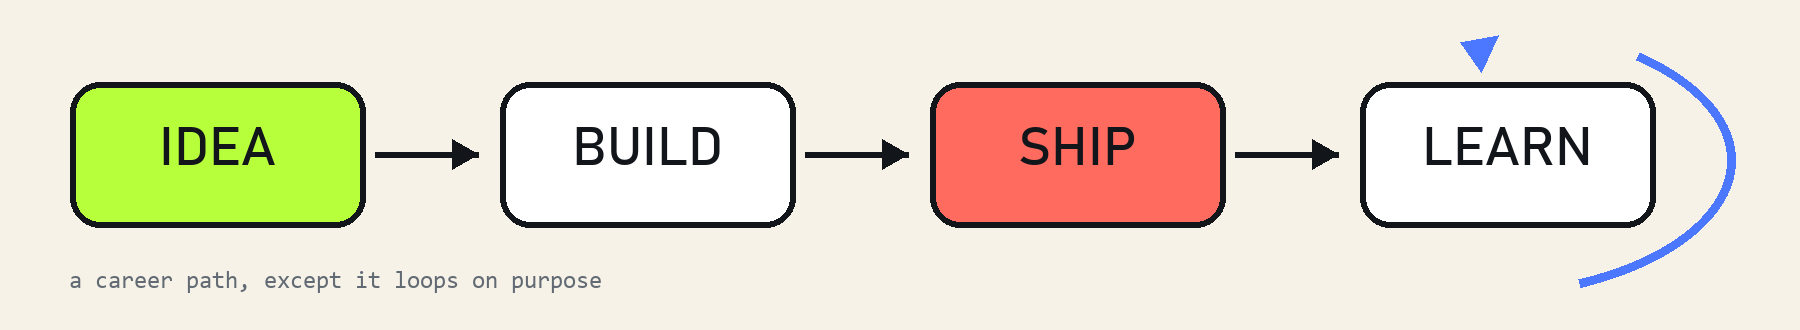 IDEA BUILD SHIP LEARN
a career path, except it loops on purpose